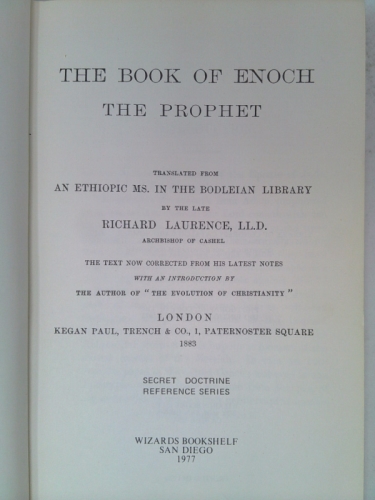 THE BOOK OF ENOCH
THE PROPHET
TRANSLATED FROM
AN ETHIOPIC MS. IN THE BODLEIAN LIBRARY
BY THE LATE
RICHARD LAURENCE, LL.D.
ARCHBISHOP OF CASHEL
THE TEXT NOW CORRECTED FROM HIS LATEST NOTES
WITH AN INTRODUCTION BY
THE AUTHOR OF "THE EVOLUTION OF CHRISTIANITY"
LONDON
KEGAN PAUL, TRENCH & CO., 1, PATERNOSTER SQUARE
1883
SECRET DOCTRINE
REFERENCE SERIES
WIZARDS BOOKSHELF
SAN DIEGO
1977